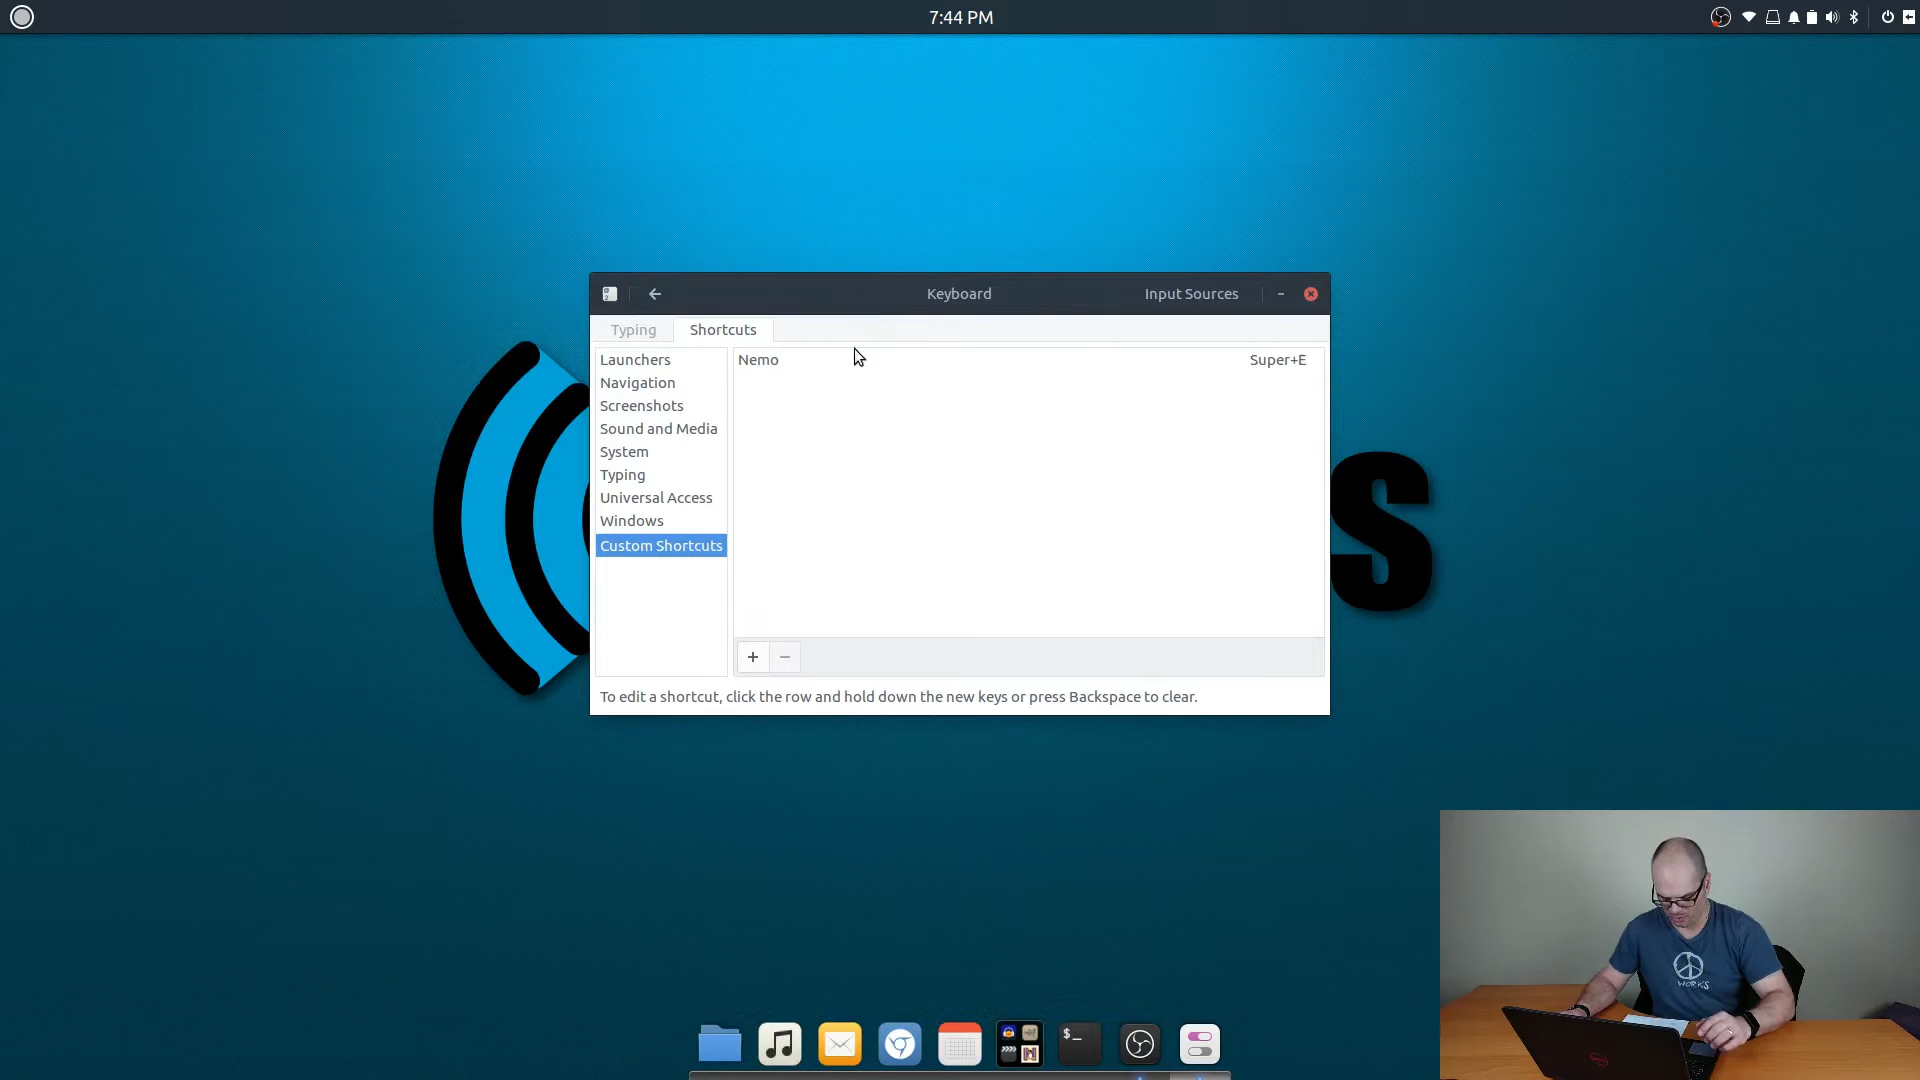 7:44 PM
Keyboard
Input Sources
Typing
Shortcuts
Launchers
Navigation
Screenshots
Sound and Media
System
Typing
Universal Access
Windows
Custom Shortcuts
Nemo
Super+E
+
−
To edit a shortcut, click the row and hold down the new keys or press Backspace to clear.
S
$_
WORKS
DELL